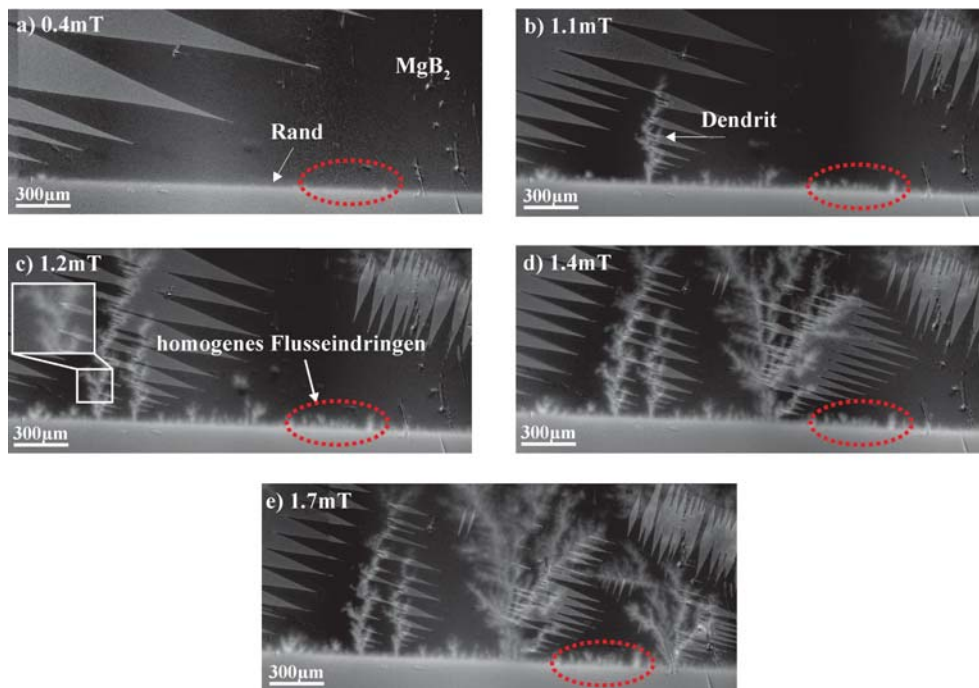 a) 0.4mT
MgB₂
Rand
300µm
b) 1.1mT
Dendrit
300µm
c) 1.2mT
homogenes Flusseindringen
300µm
d) 1.4mT
300µm
e) 1.7mT
300µm